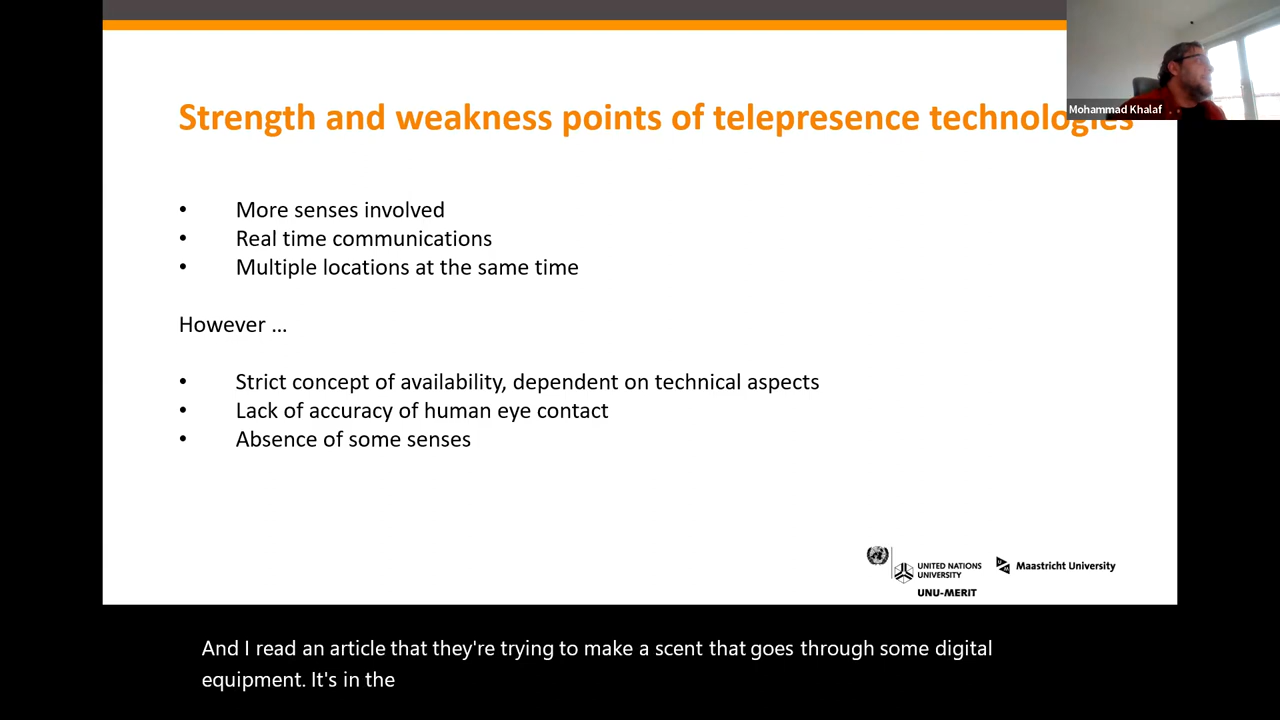 Strength and weakness points of telepresence technologies
Mohammad Khalaf
• More senses involved
• Real time communications
• Multiple locations at the same time
However ...
• Strict concept of availability, dependent on technical aspects
• Lack of accuracy of human eye contact
• Absence of some senses
UNITED NATIONS
UNIVERSITY
UNU-MERIT
Maastricht University
And I read an article that they're trying to make a scent that goes through some digital
equipment. It's in the